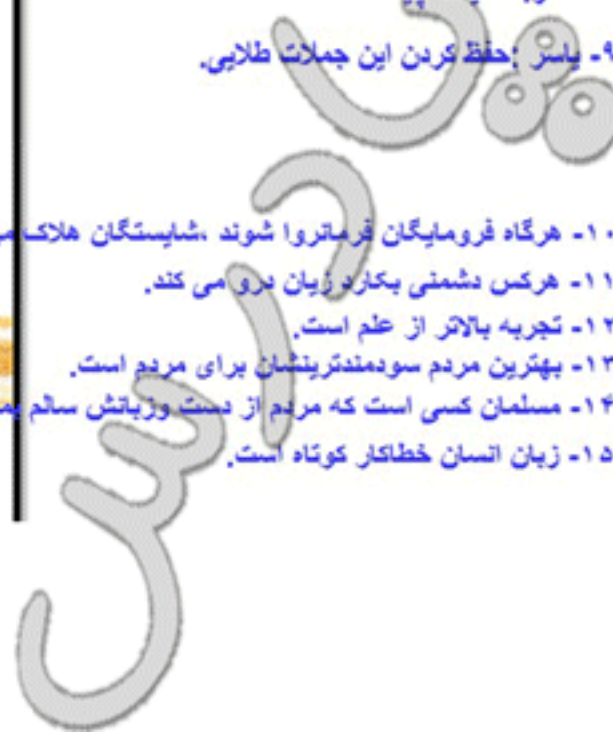 ۹- یاسر :حفظ کردن این جملات طلایی.
۱۰- هرگاه فرومایگان فرمانروا شوند ،شایستگان هلاک
۱۱- هرکس دشمنی بکارد زیان درو می کند.
۱۲- تجربه بالاتر از علم است.
۱۳- بهترین مردم سودمندترینشان برای مردم است.
۱۴- مسلمان کسی است که مردم از دست وزبانش سالم
۱۵- زبان انسان خطاکار کوتاه است.